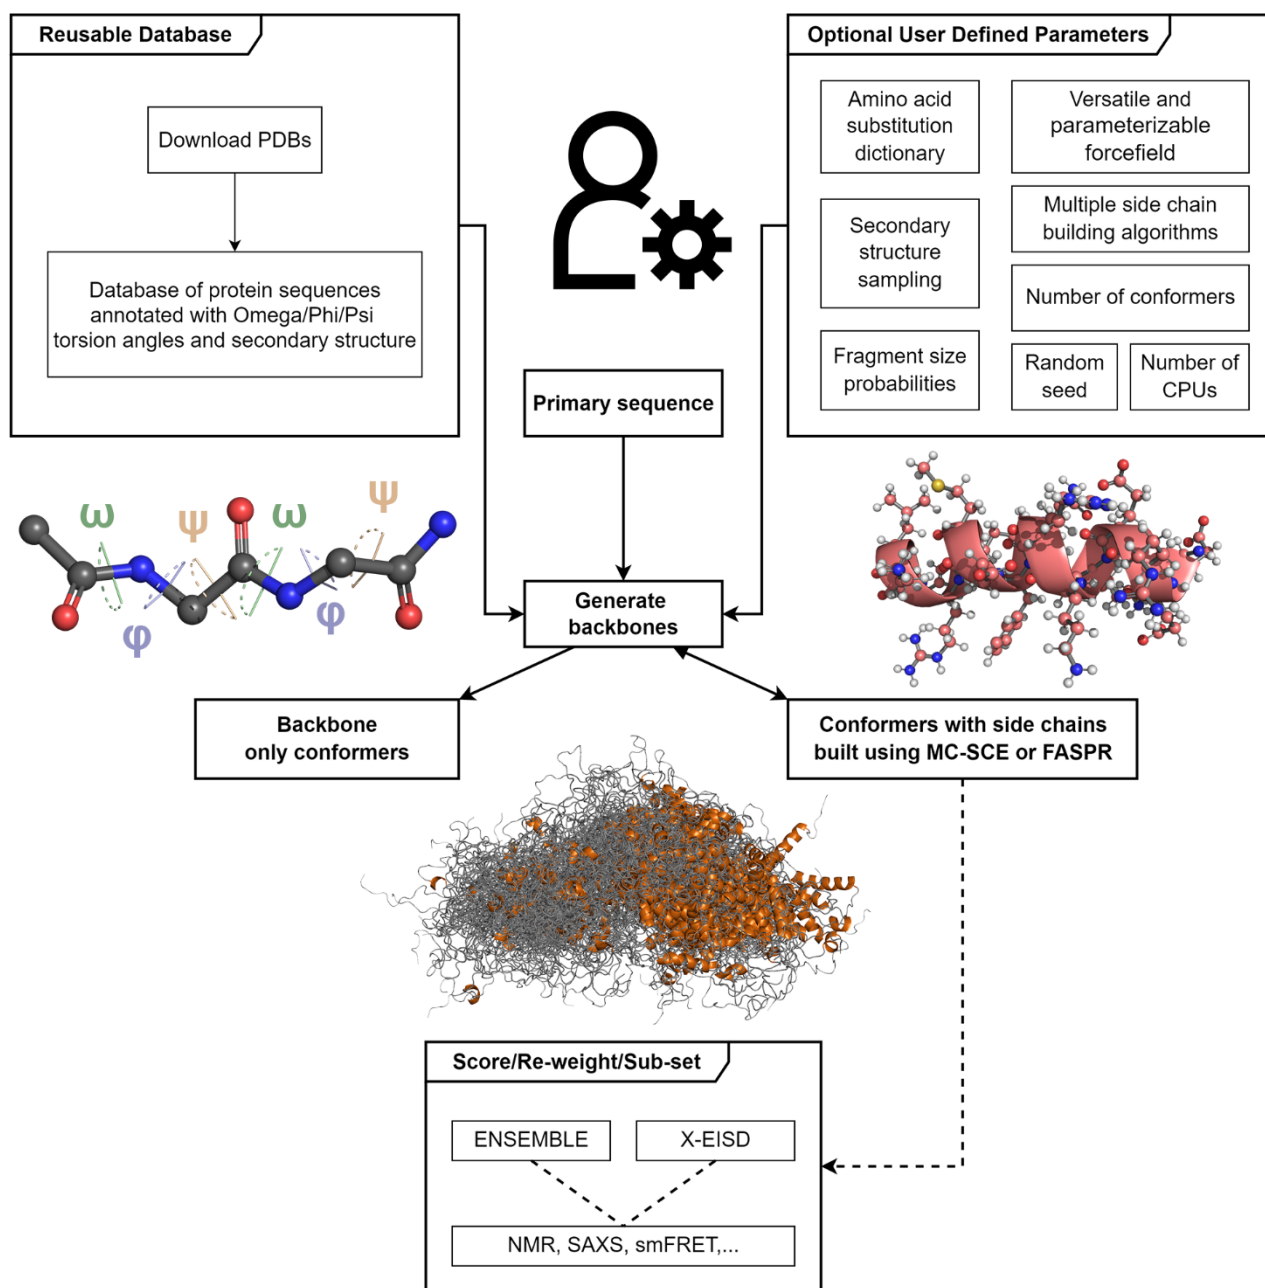 Reusable Database
Download PDBs
Database of protein sequences
annotated with Omega/Phi/Psi
torsion angles and secondary structure
Optional User Defined Parameters
Amino acid
substitution
dictionary
Versatile and
parameterizable
forcefield
Secondary
structure
sampling
Multiple side chain
building algorithms
Number of conformers
Fragment size
probabilities
Random
seed
Number of
CPUs
Primary sequence
ω
ψ
ω
ψ
φ
φ
Generate
backbones
Backbone
only conformers
Conformers with side chains
built using MC-SCE or FASPR
Score/Re-weight/Sub-set
ENSEMBLE
X-EISD
NMR, SAXS, smFRET,...